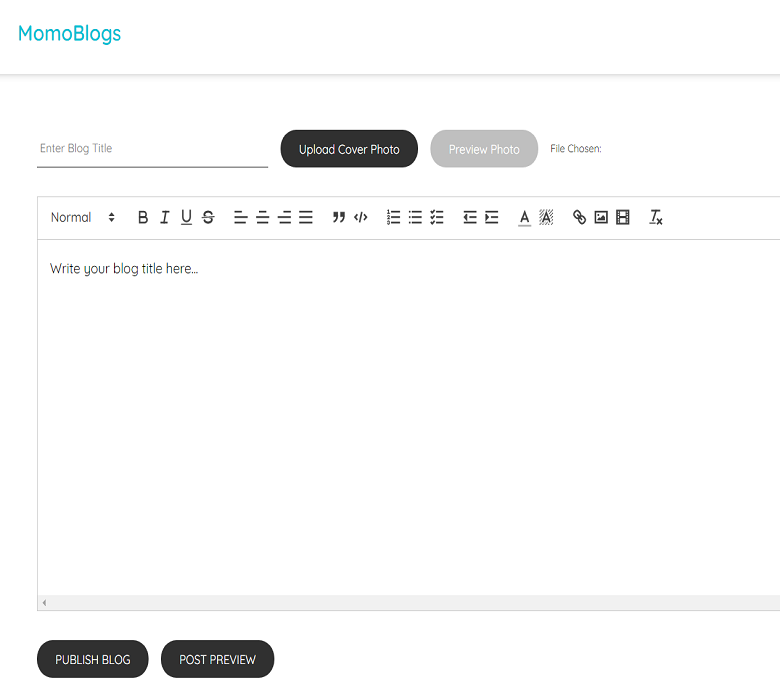 MomoBlogs
Enter Blog Title
Upload Cover Photo
Preview Photo
File Chosen:
Normal
Write your blog title here...
PUBLISH BLOG
POST PREVIEW